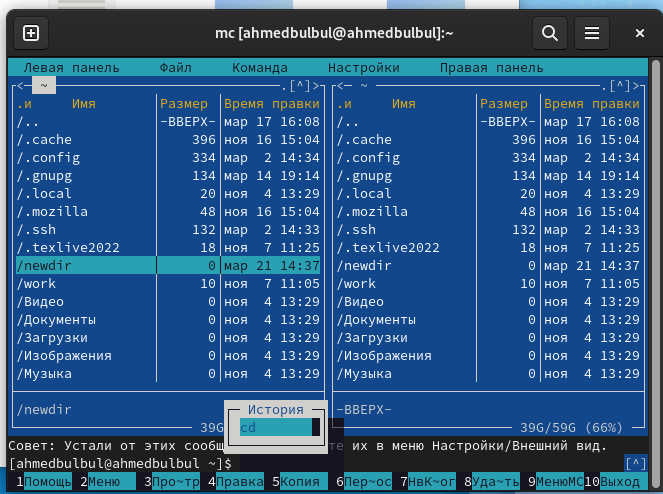 mc [ahmedbulbul@ahmedbulbul]:~
Левая панель Файл Команда Настройки Правая панель
<— ~ .[^]> <— ~ .[^]>
.и Имя Размер Время правки .и Имя Размер Время правки
/.. -ВВЕРХ- мар 17 16:08 /.. -ВВЕРХ- мар 17 16:08
/.cache 396 ноя 16 15:04 /.cache 396 ноя 16 15:04
/.config 334 мар 2 14:34 /.config 334 мар 2 14:34
/.gnupg 134 мар 14 19:14 /.gnupg 134 мар 14 19:14
/.local 20 ноя 4 13:29 /.local 20 ноя 4 13:29
/.mozilla 48 ноя 16 15:04 /.mozilla 48 ноя 16 15:04
/.ssh 132 мар 2 14:33 /.ssh 132 мар 2 14:33
/.texlive2022 18 ноя 7 11:25 /.texlive2022 18 ноя 7 11:25
/newdir 0 мар 21 14:37 /newdir 0 мар 21 14:37
/work 10 ноя 7 11:05 /work 10 ноя 7 11:05
/Видео 0 ноя 4 13:29 /Видео 0 ноя 4 13:29
/Документы 0 ноя 4 13:29 /Документы 0 ноя 4 13:29
/Загрузки 0 ноя 4 13:29 /Загрузки 0 ноя 4 13:29
/Изображения 0 ноя 4 13:29 /Изображения 0 ноя 4 13:29
/Музыка 0 ноя 4 13:29 /Музыка 0 ноя 4 13:29
/newdir -ВВЕРХ-
История
cd
39G 39G/59G (66%)
Совет: Устали от этих сообщ те их в меню Настройки/Внешний вид.
[ahmedbulbul@ahmedbulbul ~]$ [^]
1Помощь 2Меню 3Про~тр 4Правка 5Копия 6Пер~ос 7НвК~ог 8Уда~ть 9МенюМС 10Выход